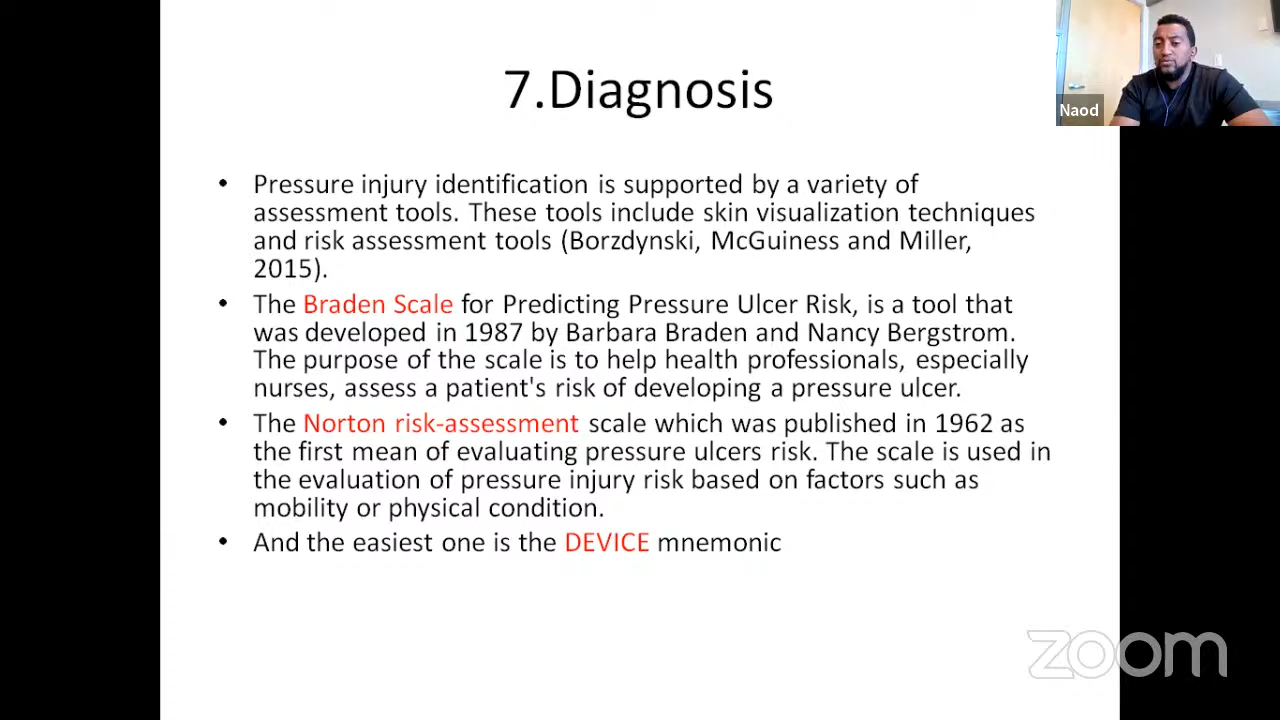 7.Diagnosis
Naod
• Pressure injury identification is supported by a variety of
assessment tools. These tools include skin visualization techniques
and risk assessment tools (Borzdynski, McGuiness and Miller,
2015).
• The Braden Scale for Predicting Pressure Ulcer Risk, is a tool that
was developed in 1987 by Barbara Braden and Nancy Bergstrom.
The purpose of the scale is to help health professionals, especially
nurses, assess a patient's risk of developing a pressure ulcer.
• The Norton risk-assessment scale which was published in 1962 as
the first mean of evaluating pressure ulcers risk. The scale is used in
the evaluation of pressure injury risk based on factors such as
mobility or physical condition.
• And the easiest one is the DEVICE mnemonic
zoom